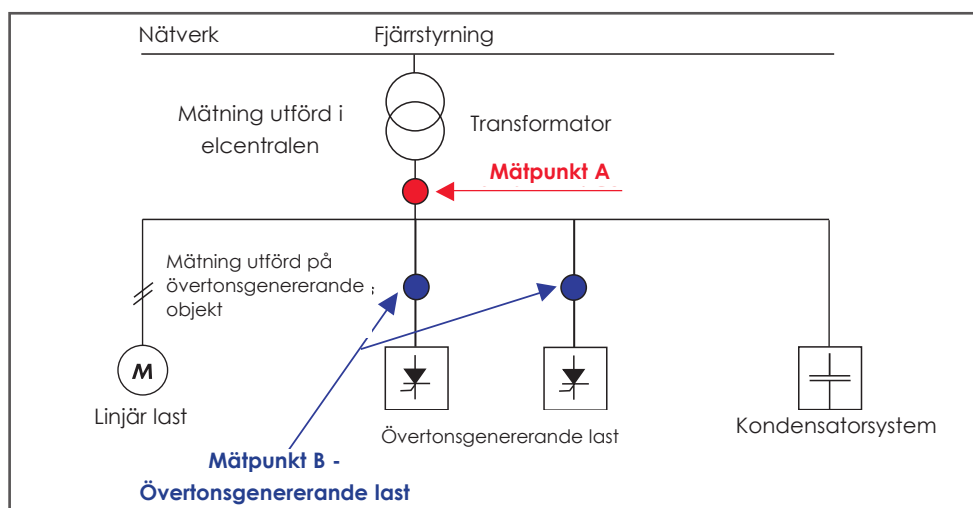 Nätverk
Fjärrstyrning
Mätning utförd i
elcentralen
Transformator
Mätpunkt A
Mätning utförd på
övertonsgenererande
objekt
M
Linjär last
Övertonsgenererande last
Kondensatorsystem
Mätpunkt B -
Övertonsgenererande last